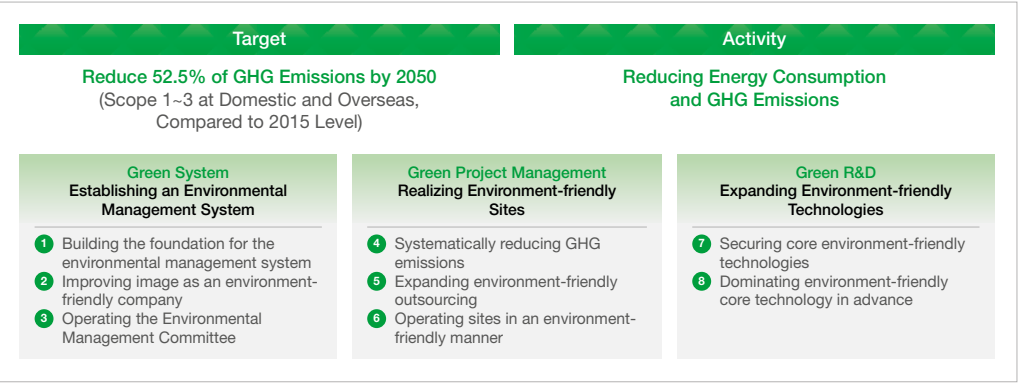 Target
Activity
Reduce 52.5% of GHG Emissions by 2050
(Scope 1~3 at Domestic and Overseas,
Compared to 2015 Level)
Reducing Energy Consumption
and GHG Emissions
Green System
Establishing an Environmental
Management System
1 Building the foundation for the
environmental management system
2 Improving image as an environment-
friendly company
3 Operating the Environmental
Management Committee
Green Project Management
Realizing Environment-friendly
Sites
4 Systematically reducing GHG
emissions
5 Expanding environment-friendly
outsourcing
6 Operating sites in an environment-
friendly manner
Green R&D
Expanding Environment-friendly
Technologies
7 Securing core environment-friendly
technologies
8 Dominating environment-friendly
core technology in advance